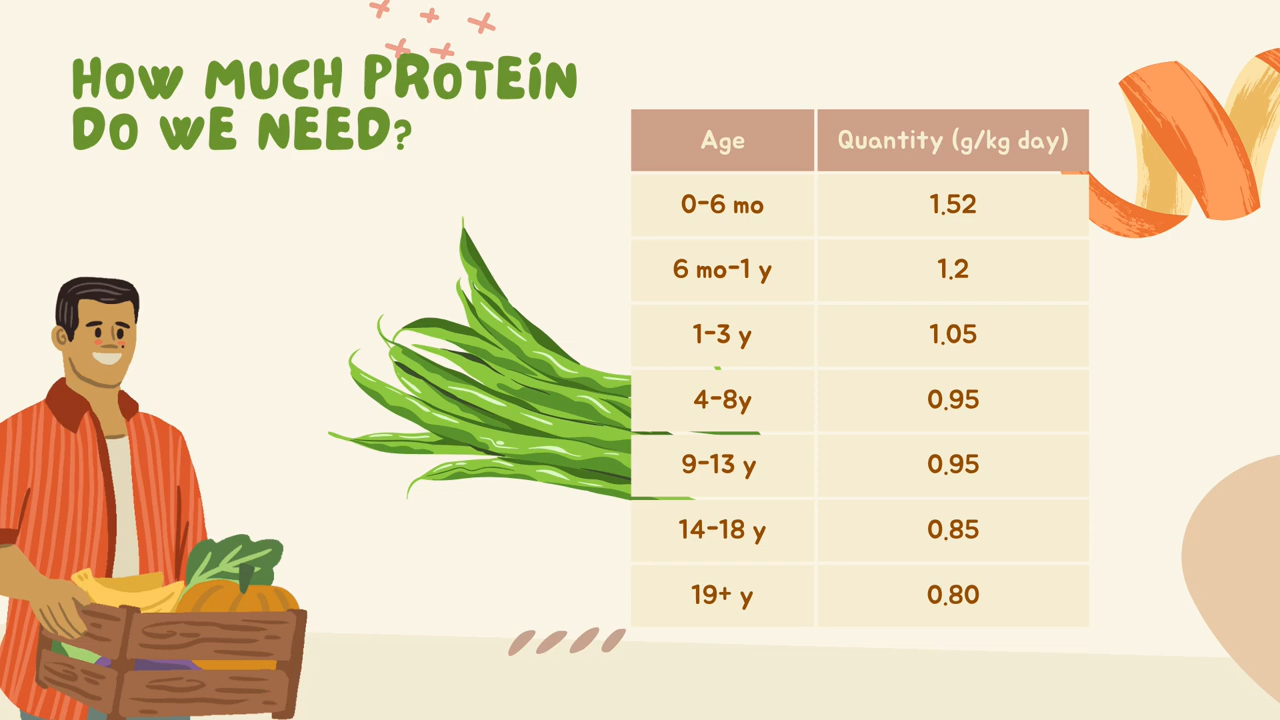 HOW MUCH PROTEIN
DO WE NEED?
Age Quantity (g/kg day)
0-6 mo 1.52
6 mo-1 y 1.2
1-3 y 1.05
4-8y 0.95
9-13 y 0.95
14-18 y 0.85
19+ y 0.80